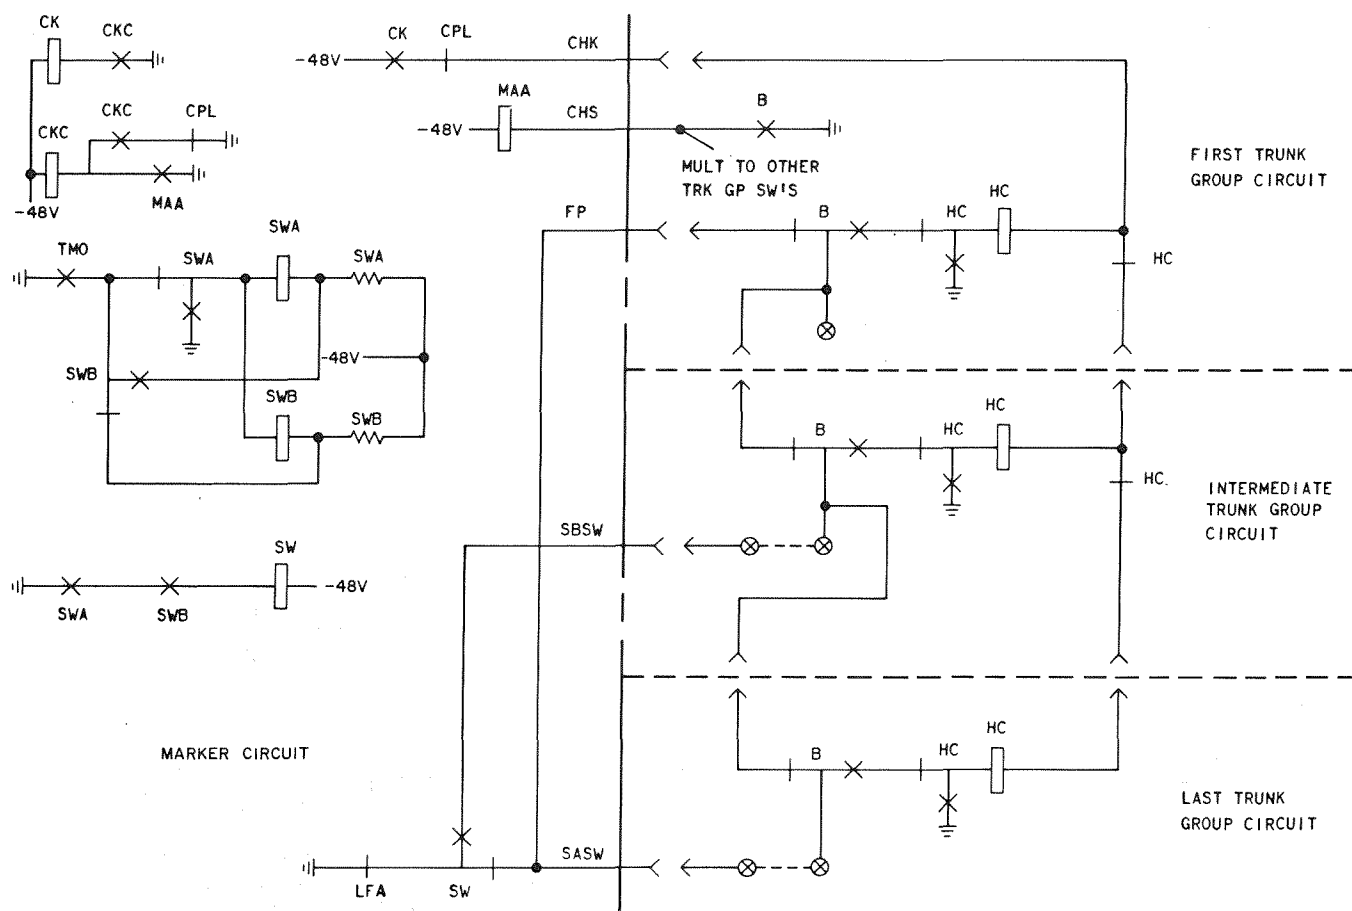 CK
CKC
-48V
CK
CPL
CHK
CKC
CPL
CKC
MAA
-48V
MAA
-48V
CHS
B
MULT TO OTHER
TRK GP SW'S
FIRST TRUNK
GROUP CIRCUIT
FP
B
HC
HC
HC
TMO
SWA
SWA
SWA
-48V
SWB
SWB
SWB
B
HC
HC
HC.
INTERMEDIATE
TRUNK GROUP
CIRCUIT
SBSW
SW
-48V
SWA
SWB
MARKER CIRCUIT
B
HC
HC
LAST TRUNK
GROUP CIRCUIT
SASW
LFA
SW